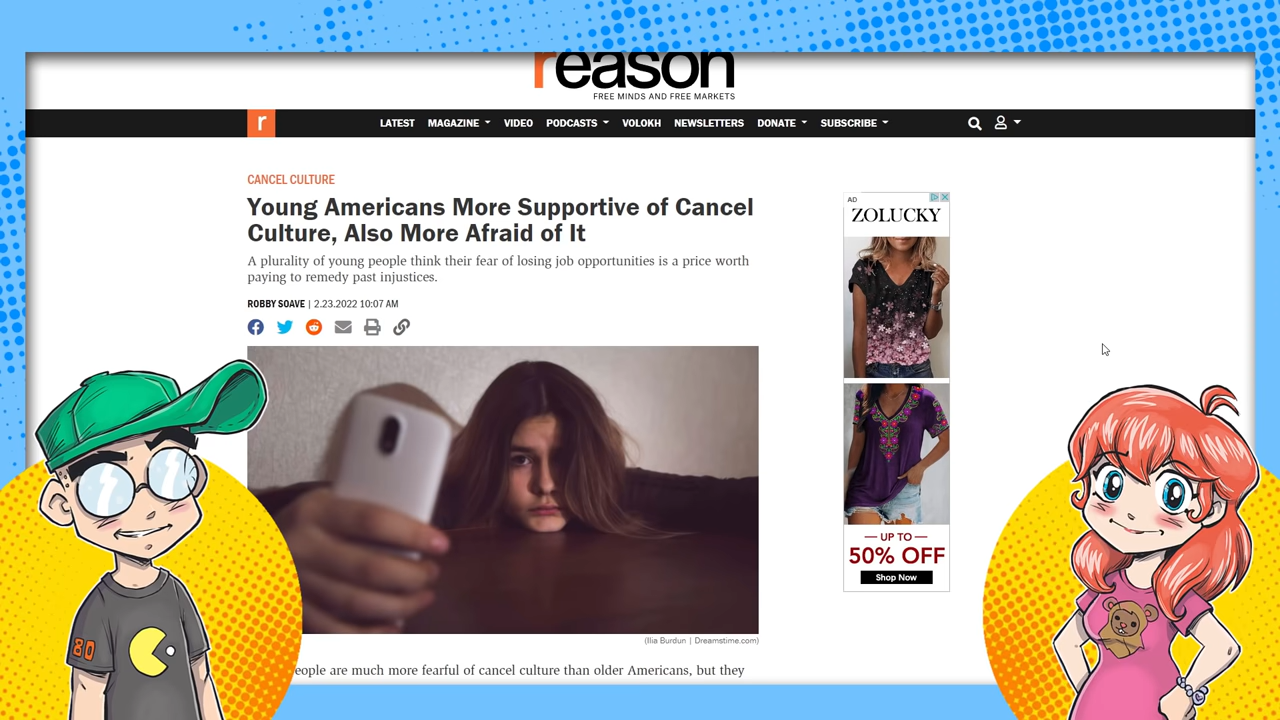 reason
FREE MINDS AND FREE MARKETS
r
LATEST MAGAZINE VIDEO PODCASTS VOLOKH NEWSLETTERS DONATE SUBSCRIBE
CANCEL CULTURE
Young Americans More Supportive of Cancel
Culture, Also More Afraid of It
A plurality of young people think their fear of losing job opportunities is a price worth
paying to remedy past injustices.
ROBBY SOAVE | 2.23.2022 10:07 AM
AD
ZOLUCKY
UP TO
50% OFF
Shop Now
(Ilia Burdun | Dreamstime.com)
eople are much more fearful of cancel culture than older Americans, but they
80